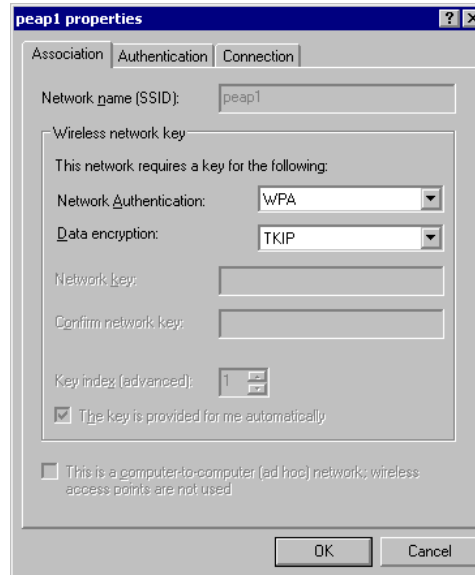 peap1 properties
Association
Authentication
Connection
Network name (SSID):
peap1
Wireless network key
This network requires a key for the following:
Network Authentication:
WPA
Data encryption:
TKIP
Network key:
Confirm network key:
Key index (advanced):
1
The key is provided for me automatically
This is a computer-to-computer (ad hoc) network; wireless
access points are not used
OK
Cancel